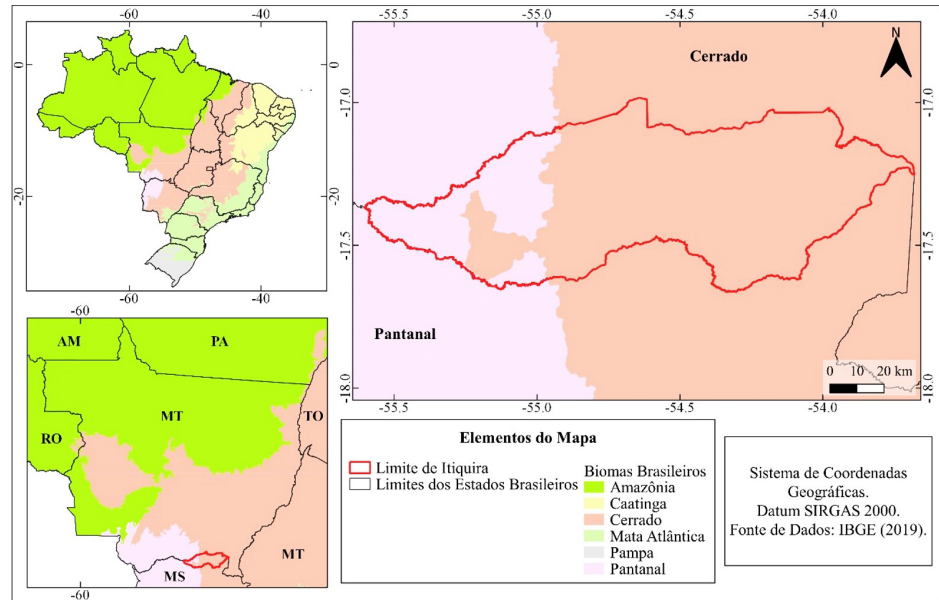 -60
-40
0
-20
0
-20
-60
-40
-55.5
-55.0
-54.5
-54.0
Cerrado
N
-17.0
-17.0
-17.5
-17.5
Pantanal
0 10 20 km
-18.0
-18.0
-55.5
-55.0
-54.5
-54.0
-60
AM
PA
MT
TO
RO
MT
MS
-60
Elementos do Mapa
Limite de Itiquira
Limites dos Estados Brasileiros
Biomas Brasileiros
Amazônia
Caatinga
Cerrado
Mata Atlântica
Pampa
Pantanal
Sistema de Coordenadas
Geográficas.
Datum SIRGAS 2000.
Fonte de Dados: IBGE (2019).